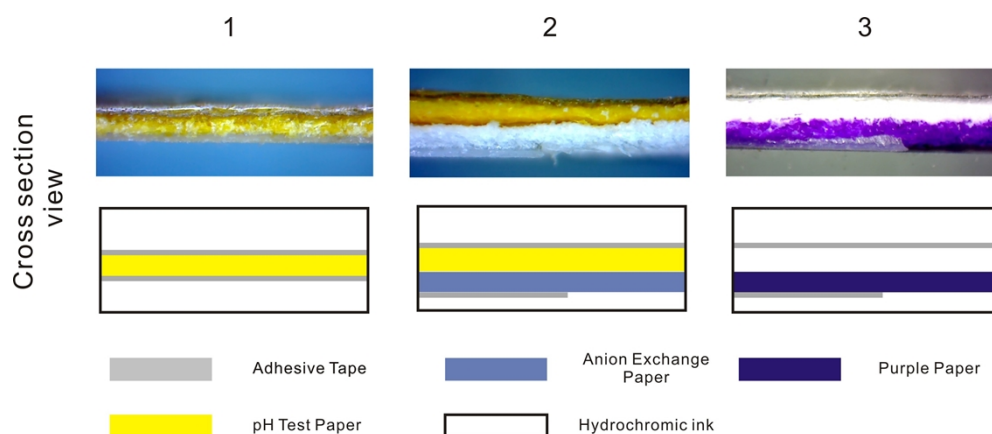 1 2 3
Cross section
view
Adhesive Tape
Anion Exchange
Paper
Purple Paper
pH Test Paper
Hydrochromic ink